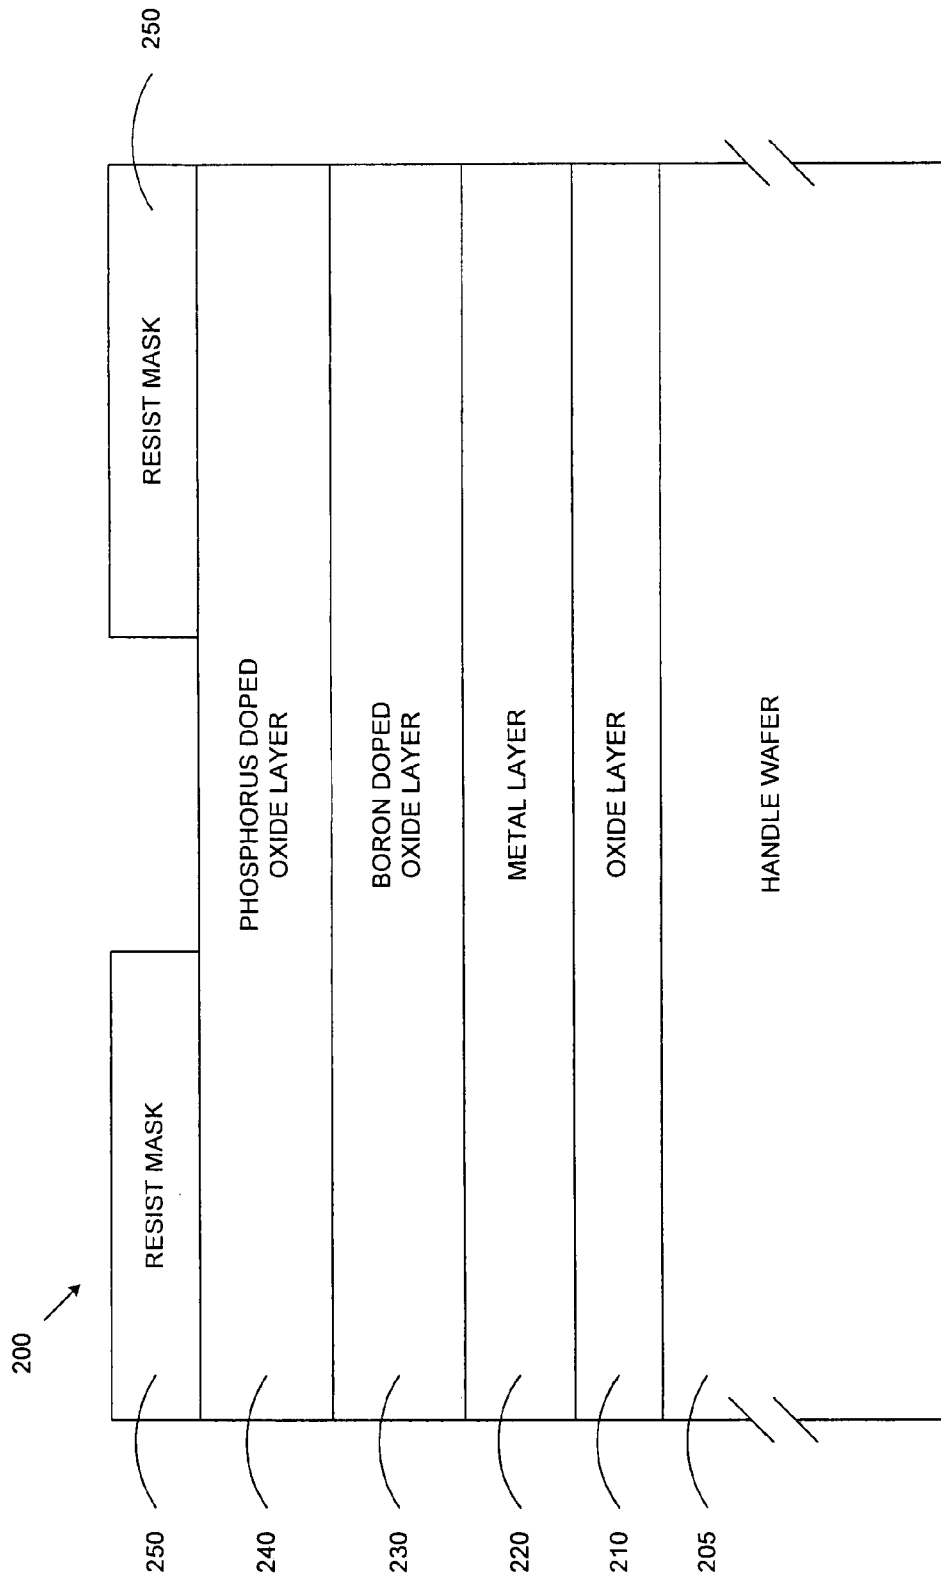 200
250
RESIST MASK
RESIST MASK
250
240
PHOSPHORUS DOPED
OXIDE LAYER
230
BORON DOPED
OXIDE LAYER
220
METAL LAYER
210
OXIDE LAYER
205
HANDLE WAFER